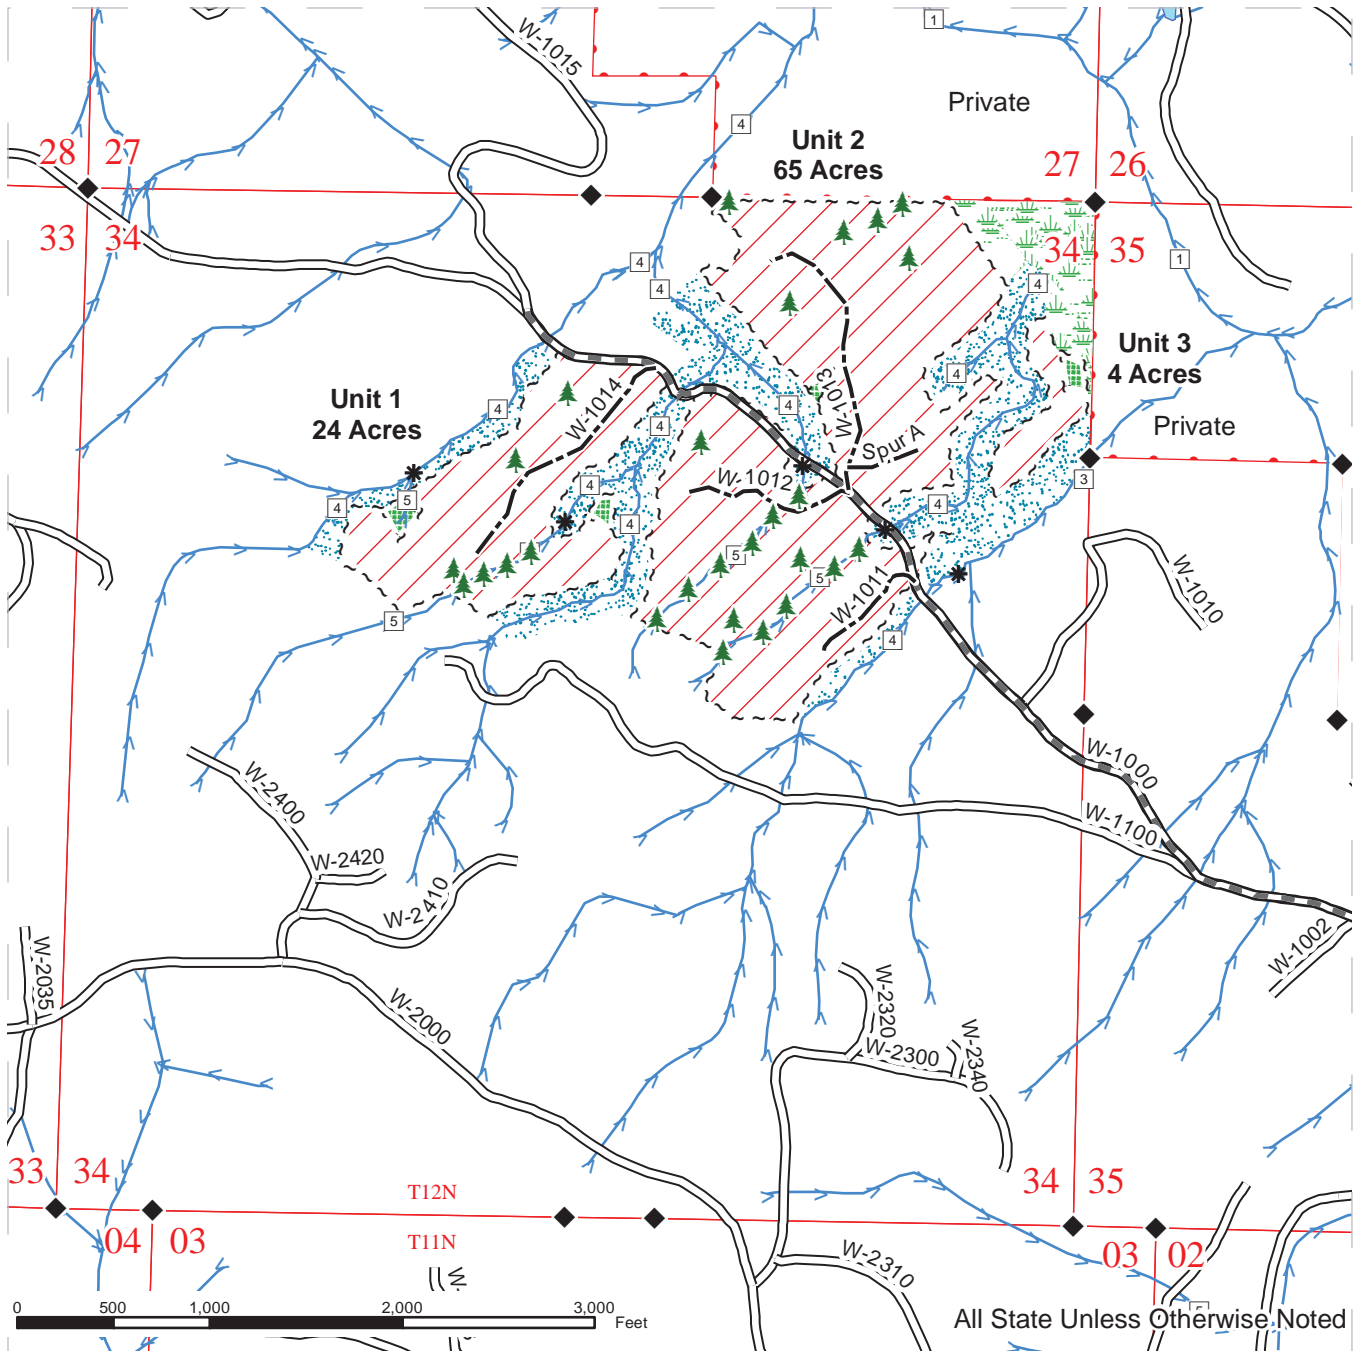 1
W-1015
Private
4
Unit 2
65 Acres
28 27
27 26
33 34
34 35
4
4
4
1
Unit 3
4 Acres
Unit 1
24 Acres
W-1014
W-1013
4
4
4
4
Private
Spur A
W-1012
5
4
4
4
4
3
5
5
W-1011
W-1010
5
4
W-1000
W-2400
W-1100
W-2420
W-2410
W-2035
W-1002
W-2000
W-2320
W-2300
W-2340
33 34
34 35
T12N
04 03
T11N
03 02
W-2310
W-
5
0 500 1,000 2,000 3,000
Feet
All State Unless Otherwise Noted